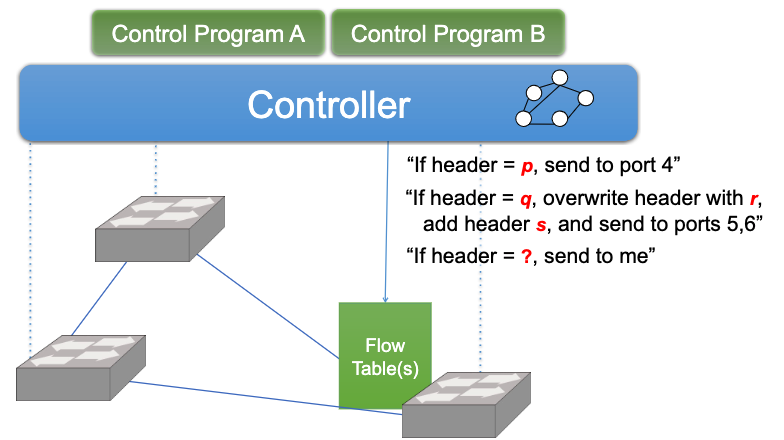 Control Program A
Control Program B
Controller
“If header = p, send to port 4”
“If header = q, overwrite header with r,
add header s, and send to ports 5,6”
“If header = ?, send to me”
Flow
Table(s)